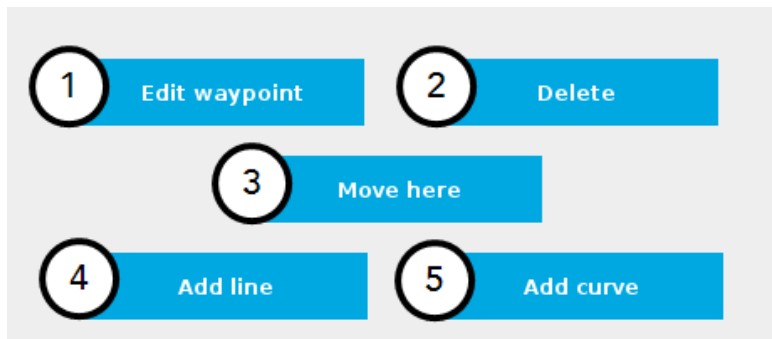 1 Edit waypoint
2 Delete
3 Move here
4 Add line
5 Add curve